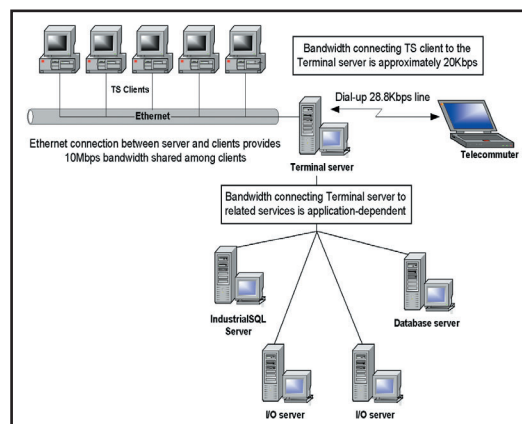 Bandwidth connecting TS client to the
Terminal server is approximately 20Kbps
TS Clients
Ethernet
Dial-up 28.8Kbps line
Ethernet connection between server and clients provides
10Mbps bandwidth shared among clients
Terminal server
Telecommuter
Bandwidth connecting Terminal server to
related services is application-dependent
IndustrialSQL
Server
Database server
I/O server
I/O server